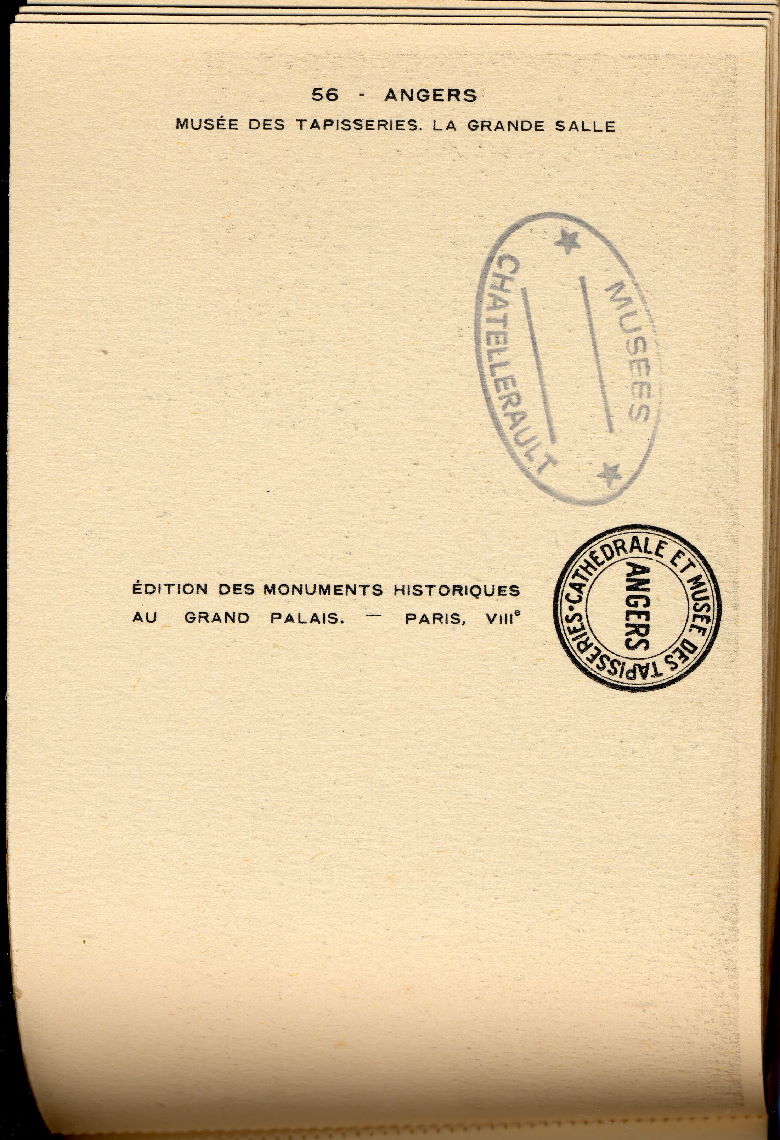 56 - ANGERS
MUSÉE DES TAPISSERIES. LA GRANDE SALLE
MUSÉES
CHATELLERAULT
ÉDITION DES MONUMENTS HISTORIQUES
AU GRAND PALAIS. — PARIS, VIIIe
CATHÉDRALE ET MUSÉE DES TAPISSERIES·
ANGERS